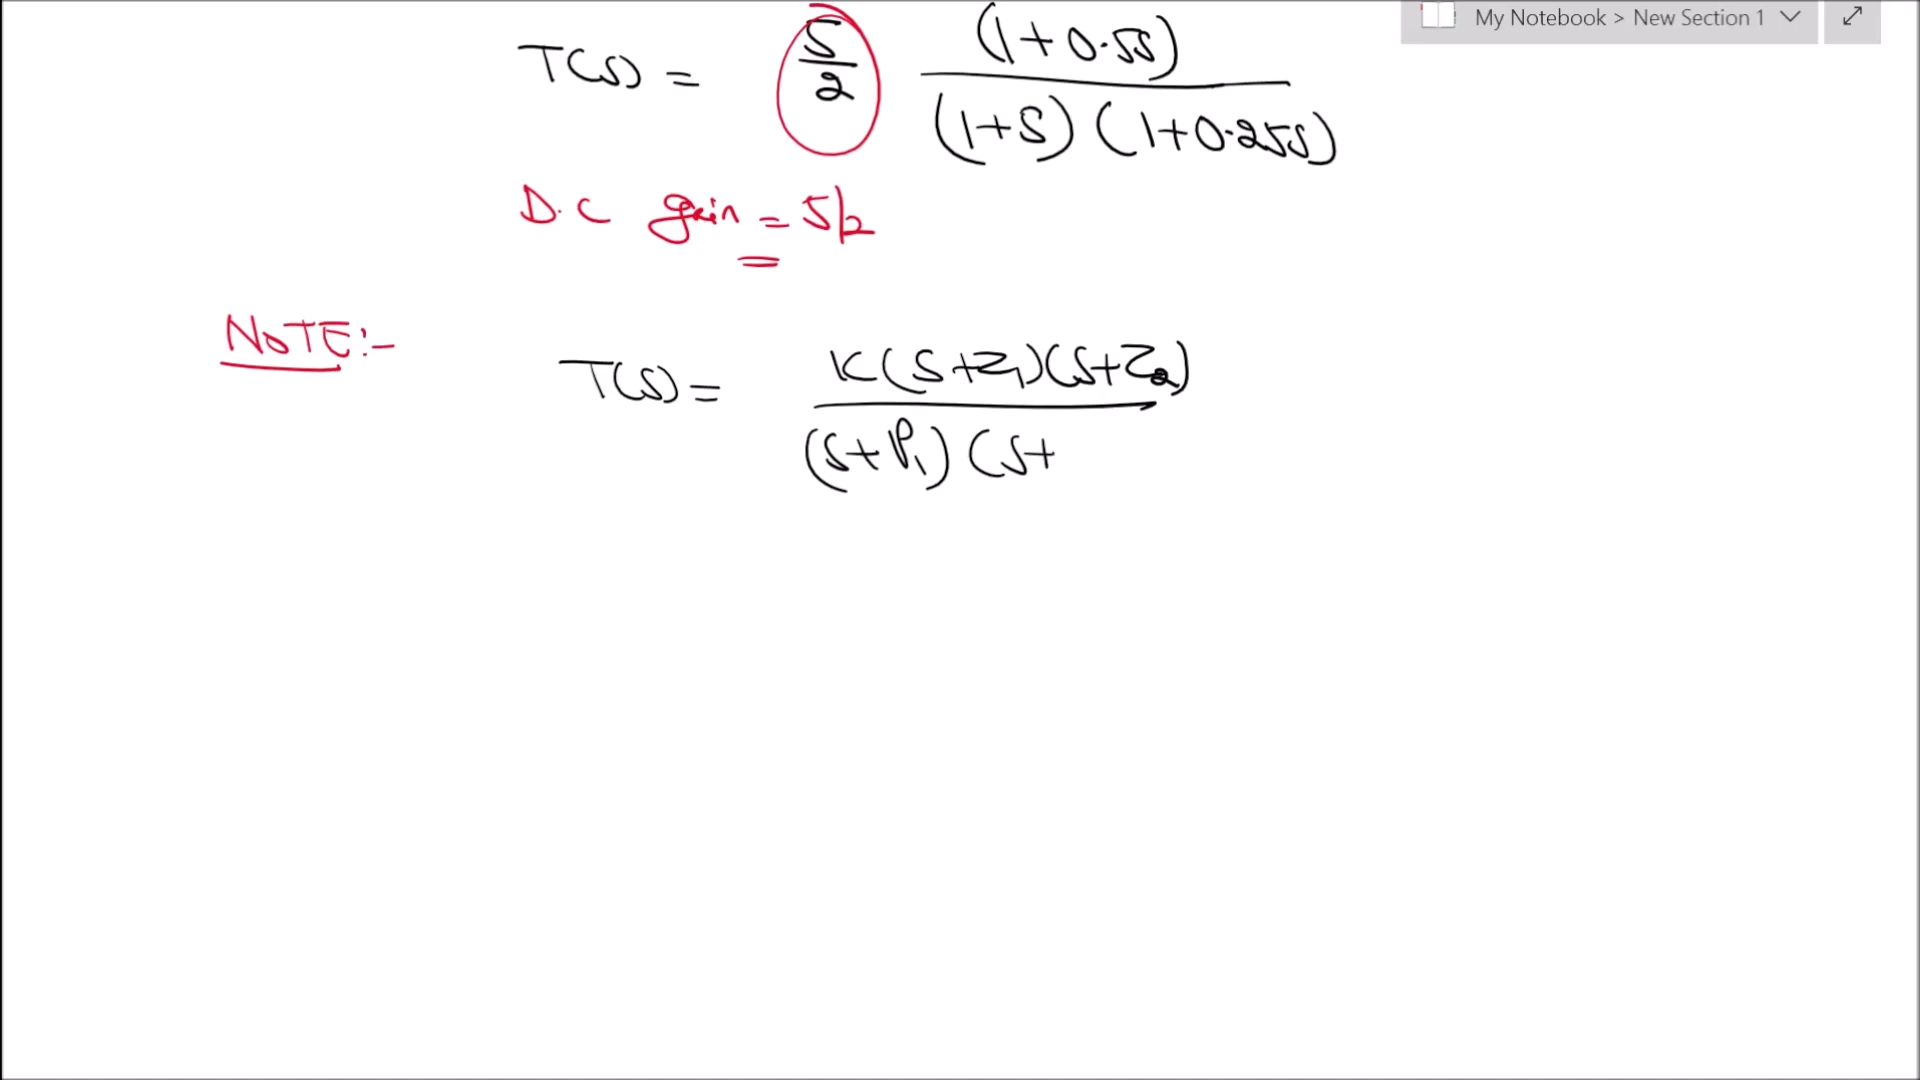 My Notebook > New Section 1
T(s) = 5/2 (1+0.5s)/(1+s)(1+0.25s)
D.C gain = 5/2
NOTE:-
T(s) = K(s+Z1)(s+Z2)/(s+P1)(s+